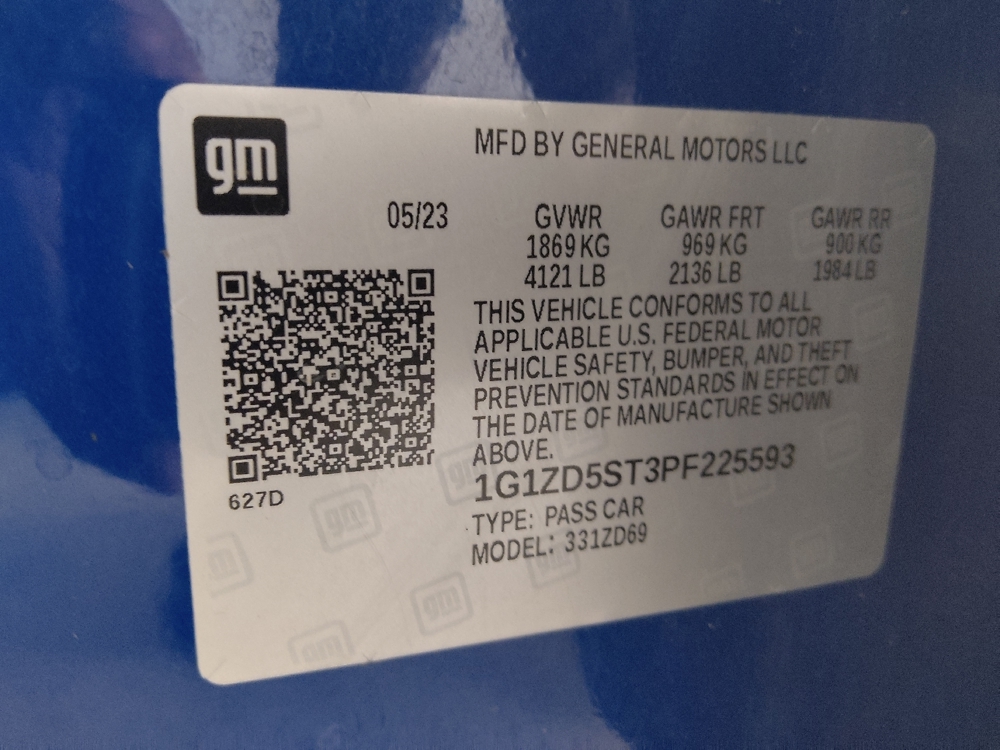 gm
MFD BY GENERAL MOTORS LLC
05/23 GVWR GAWR FRT GAWR RR
1869 KG 969 KG 900 KG
4121 LB 2136 LB 1984 LB
THIS VEHICLE CONFORMS TO ALL
APPLICABLE U.S. FEDERAL MOTOR
VEHICLE SAFETY, BUMPER, AND THEFT
PREVENTION STANDARDS IN EFFECT ON
THE DATE OF MANUFACTURE SHOWN
ABOVE.
1G1ZD5ST3PF225593
TYPE: PASS CAR
MODEL: 331ZD69
627D